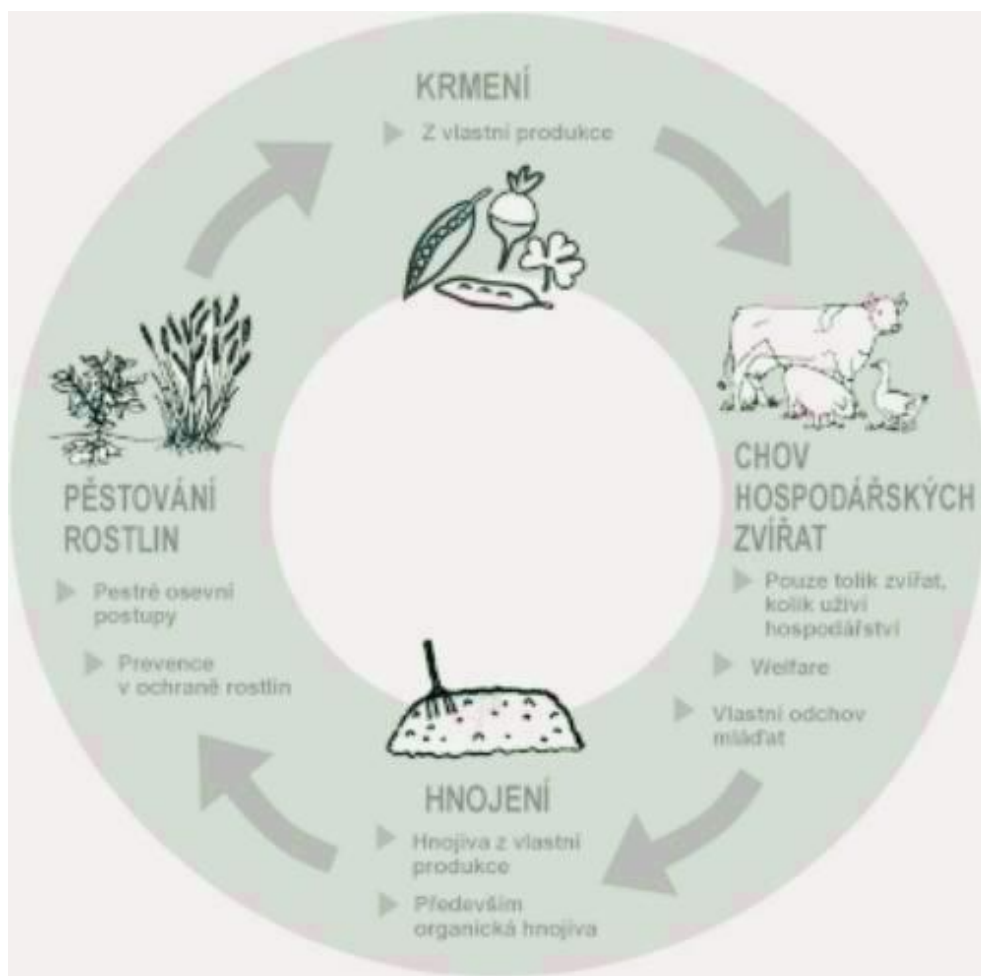 KRMENÍ
Z vlastní produkce
CHOV
HOSPODÁŘSKÝCH
ZVÍŘAT
Pouze tolik zvířat,
kolik uživí
hospodářství
Welfare
Vlastní odchov
mláďat
HNOJENÍ
Hnojiva z vlastní
produkce
Především
organická hnojiva
PĚSTOVÁNÍ
ROSTLIN
Pestré osevní
postupy
Prevence
v ochraně rostlin